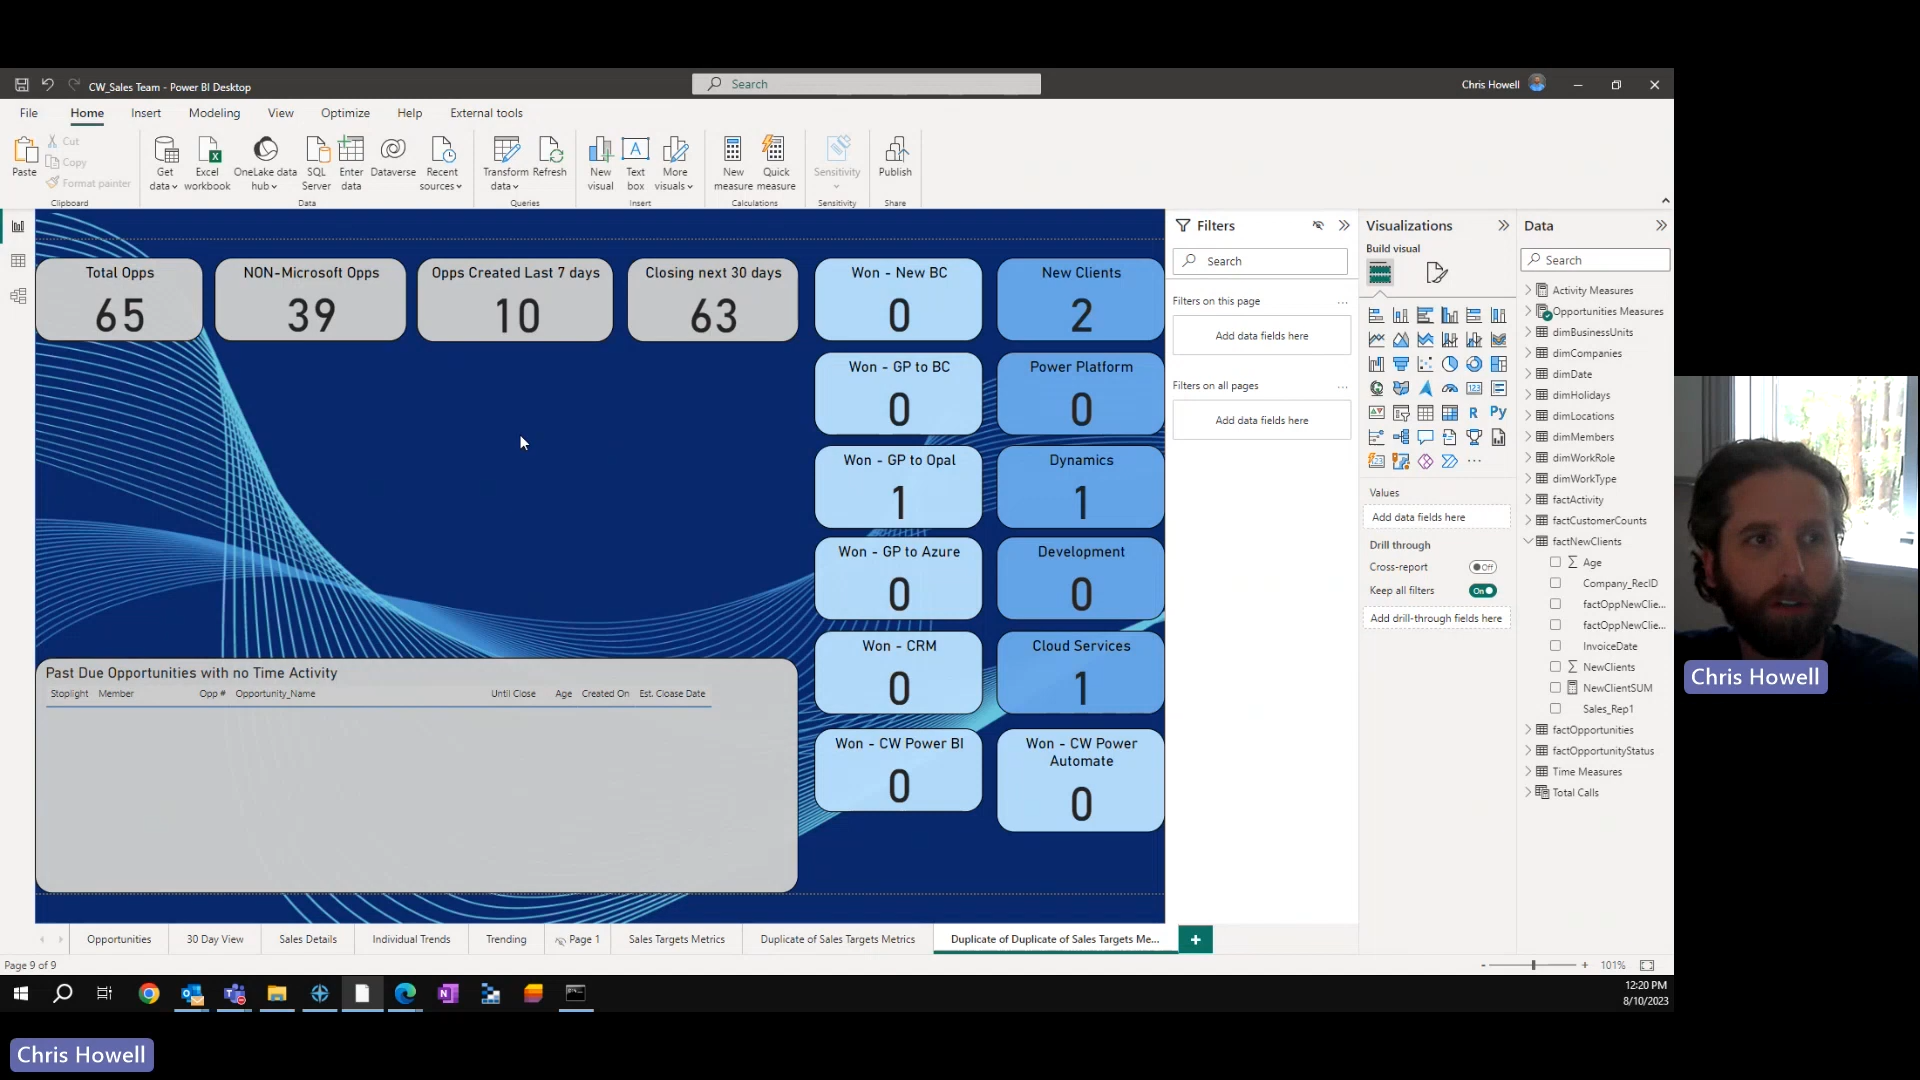 CW_Sales Team - Power BI Desktop
Search
Chris Howell
File Home Insert Modeling View Optimize Help External tools
Paste
Cut
Copy
Format painter
Clipboard
Get data
Excel workbook
OneLake data hub
SQL Server
Enter data
Dataverse
Recent sources
Data
Transform data
Refresh
Queries
New visual
Text box
More visuals
Insert
New measure
Quick measure
Calculations
Sensitivity
Sensitivity
Publish
Share
Total Opps
65
NON-Microsoft Opps
39
Opps Created Last 7 days
10
Closing next 30 days
63
Won - New BC
0
New Clients
2
Won - GP to BC
0
Power Platform
0
Won - GP to Opal
1
Dynamics
1
Won - GP to Azure
0
Development
0
Won - CRM
0
Cloud Services
1
Won - CW Power BI
0
Won - CW Power Automate
0
Past Due Opportunities with no Time Activity
Stoplight Member Opp # Opportunity_Name Until Close Age Created On Est. Cloase Date
Filters
Search
Filters on this page
...
Add data fields here
Filters on all pages
...
Add data fields here
Visualizations
Build visual
R
Py
123
...
Values
Add data fields here
Drill through
Cross-report
Off
Keep all filters
On
Add drill-through fields here
Data
Search
Activity Measures
Opportunities Measures
dimBusinessUnits
dimCompanies
dimDate
dimHolidays
dimLocations
dimMembers
dimWorkRole
dimWorkType
factActivity
factCustomerCounts
factNewClients
Age
Company_RecID
factOppNewClie...
factOppNewClie...
InvoiceDate
NewClients
NewClientSUM
Sales_Rep1
factOpportunities
factOpportunityStatus
Time Measures
Total Calls
Opportunities
30 Day View
Sales Details
Individual Trends
Trending
Page 1
Sales Targets Metrics
Duplicate of Sales Targets Metrics
Duplicate of Duplicate of Sales Targets Me...
+
Page 9 of 9
- + 101%
12:20 PM
8/10/2023
Chris Howell
Chris Howell